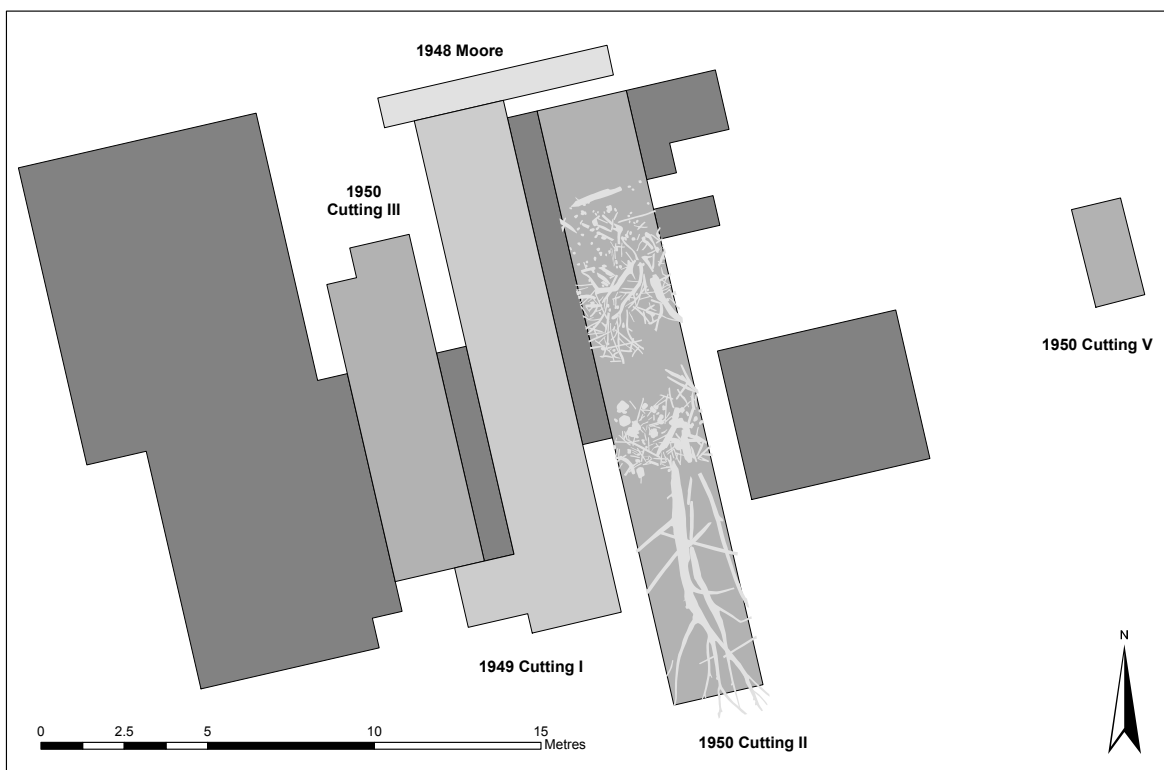 1948 Moore
1950
Cutting III
1950 Cutting V
1949 Cutting I
1950 Cutting II
N
0 2.5 5 10 15
Metres